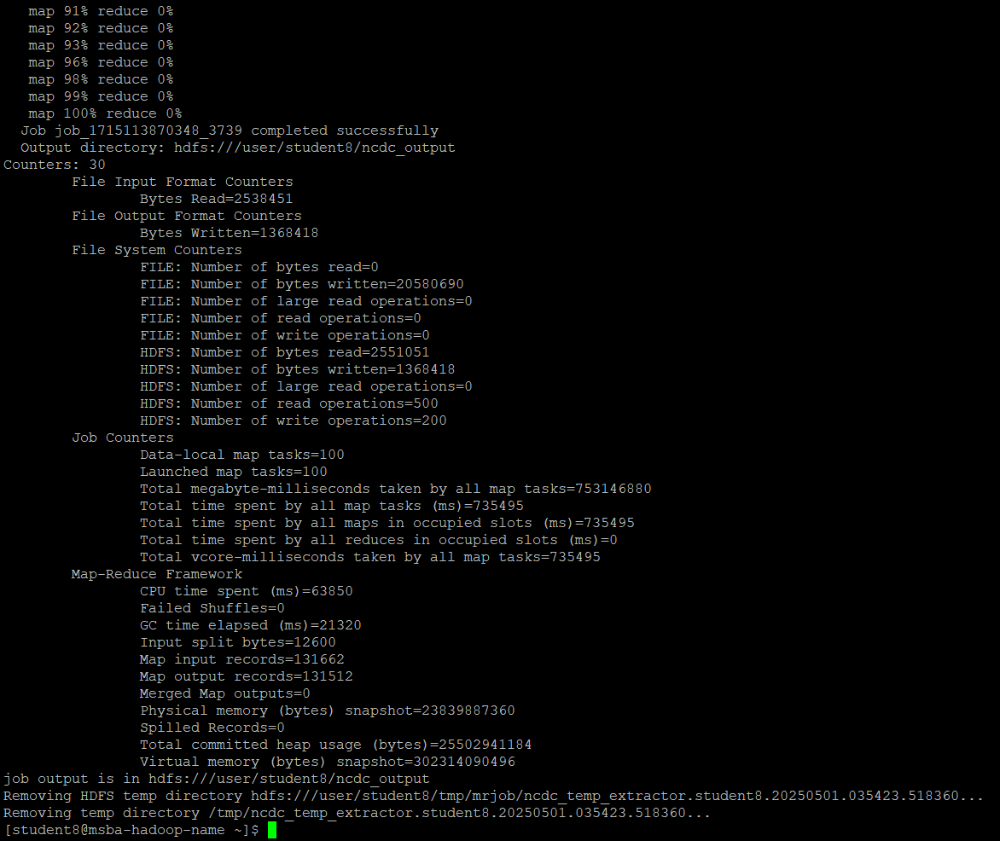 map 91% reduce 0%
map 92% reduce 0%
map 93% reduce 0%
map 96% reduce 0%
map 98% reduce 0%
map 99% reduce 0%
map 100% reduce 0%
Job job_1715113870348_3739 completed successfully
Output directory: hdfs:///user/student8/ncdc_output
Counters: 30
File Input Format Counters
Bytes Read=2538451
File Output Format Counters
Bytes Written=1368418
File System Counters
FILE: Number of bytes read=0
FILE: Number of bytes written=20580690
FILE: Number of large read operations=0
FILE: Number of read operations=0
FILE: Number of write operations=0
HDFS: Number of bytes read=2551051
HDFS: Number of bytes written=1368418
HDFS: Number of large read operations=0
HDFS: Number of read operations=500
HDFS: Number of write operations=200
Job Counters
Data-local map tasks=100
Launched map tasks=100
Total megabyte-milliseconds taken by all map tasks=753146880
Total time spent by all map tasks (ms)=735495
Total time spent by all maps in occupied slots (ms)=735495
Total time spent by all reduces in occupied slots (ms)=0
Total vcore-milliseconds taken by all map tasks=735495
Map-Reduce Framework
CPU time spent (ms)=63850
Failed Shuffles=0
GC time elapsed (ms)=21320
Input split bytes=12600
Map input records=131662
Map output records=131512
Merged Map outputs=0
Physical memory (bytes) snapshot=23839887360
Spilled Records=0
Total committed heap usage (bytes)=25502941184
Virtual memory (bytes) snapshot=302314090496
job output is in hdfs:///user/student8/ncdc_output
Removing HDFS temp directory hdfs:///user/student8/tmp/mrjob/ncdc_temp_extractor.student8.20250501.035423.518360...
Removing temp directory /tmp/ncdc_temp_extractor.student8.20250501.035423.518360...
[student8@msba-hadoop-name ~]$